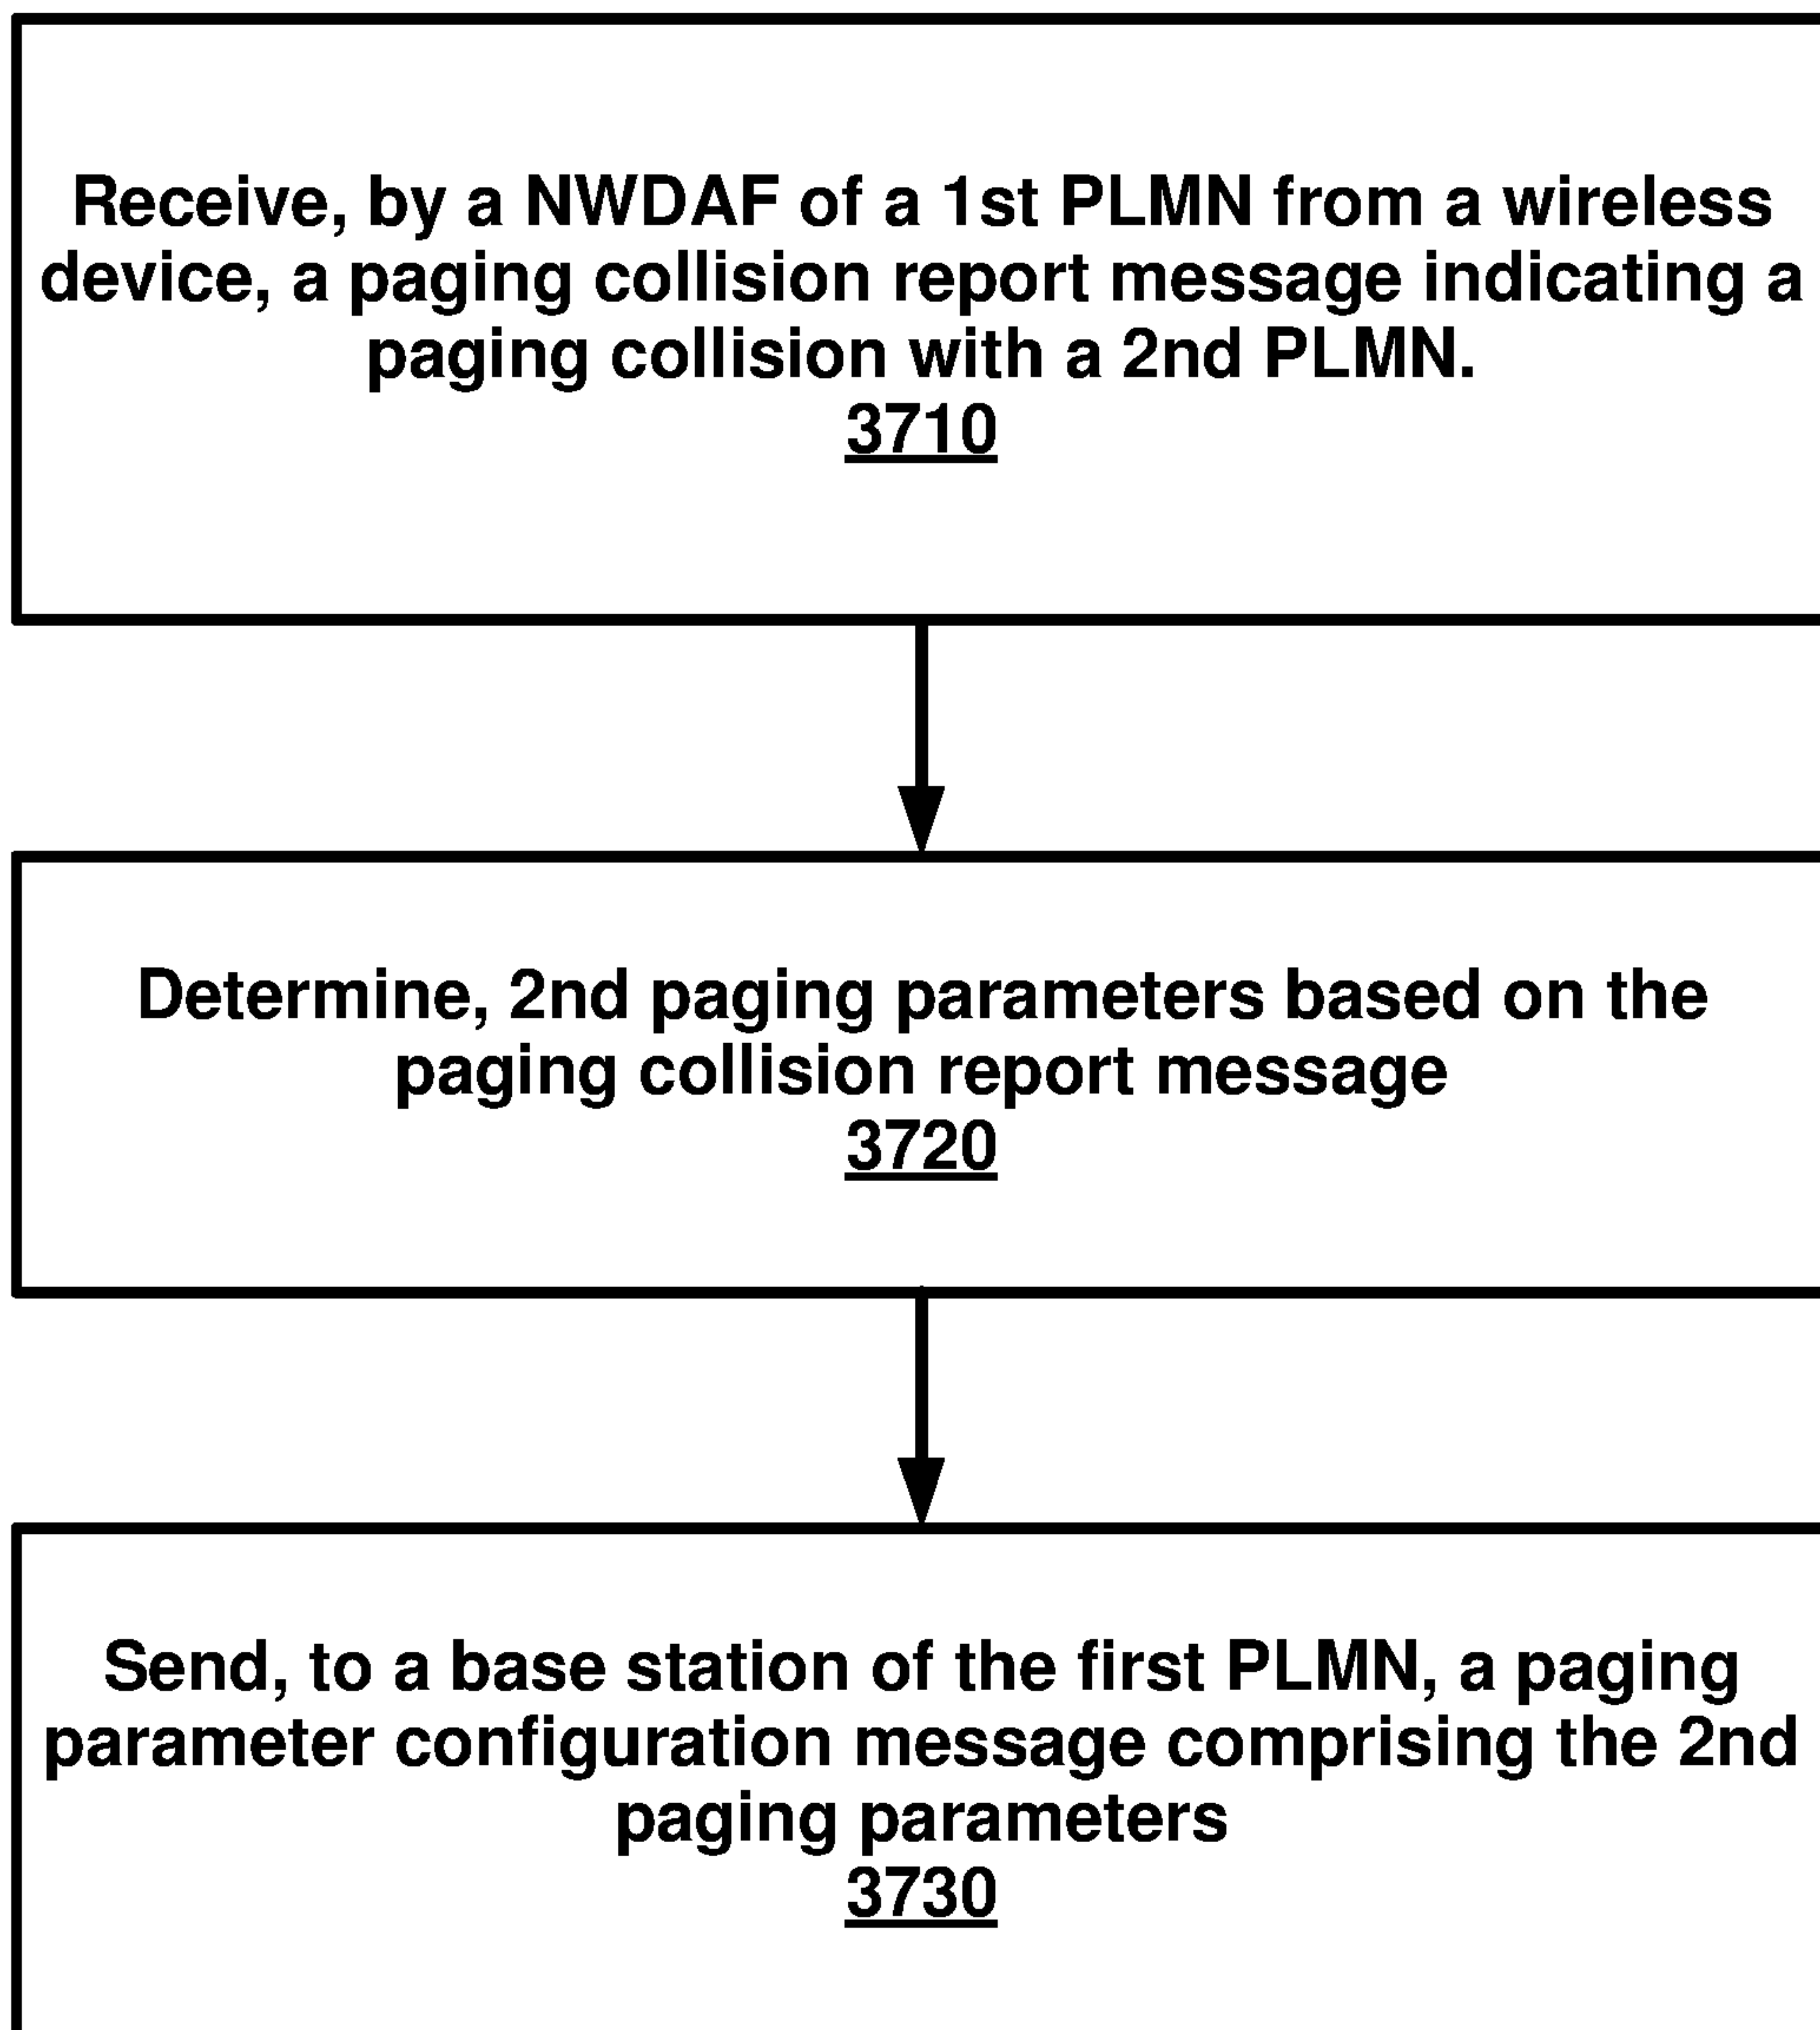 Receive, by a NWDAF of a 1st PLMN from a wireless
device, a paging collision report message indicating a
paging collision with a 2nd PLMN.
3710
Determine, 2nd paging parameters based on the
paging collision report message
3720
Send, to a base station of the first PLMN, a paging
parameter configuration message comprising the 2nd
paging parameters
3730